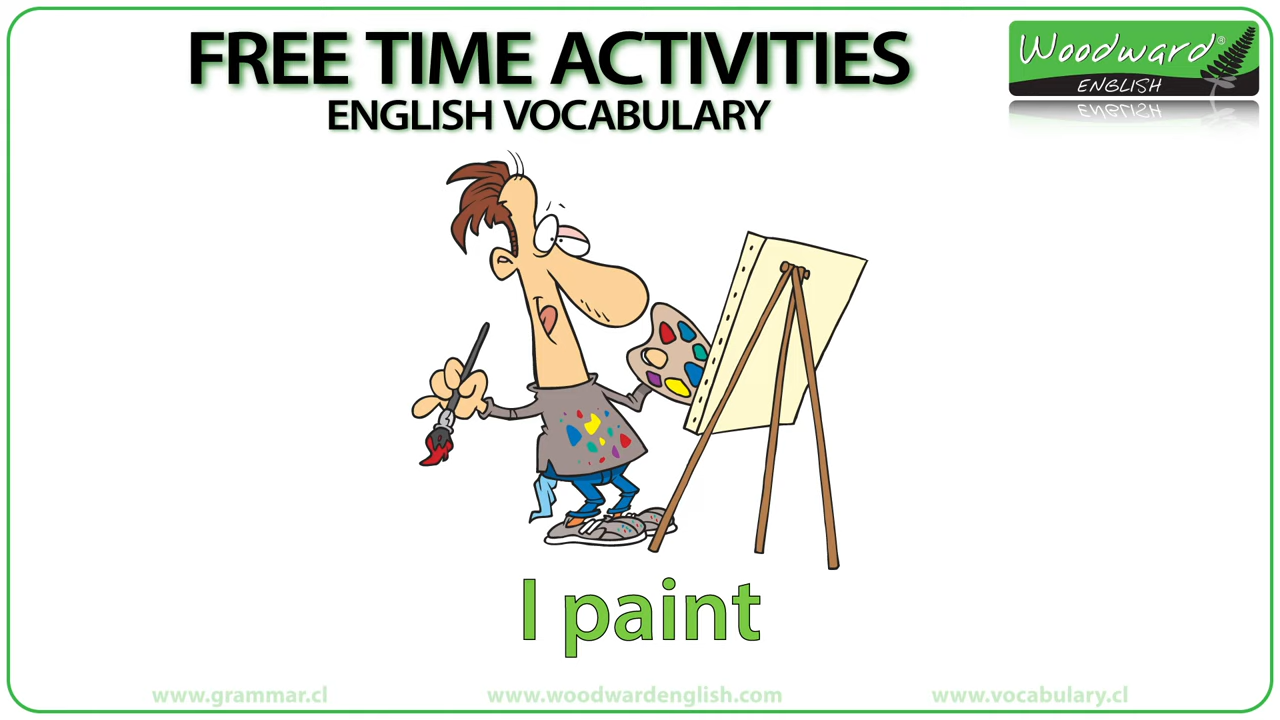 FREE TIME ACTIVITIES
ENGLISH VOCABULARY
Woodward®
ENGLISH
I paint
www.grammar.cl
www.woodwardenglish.com
www.vocabulary.cl